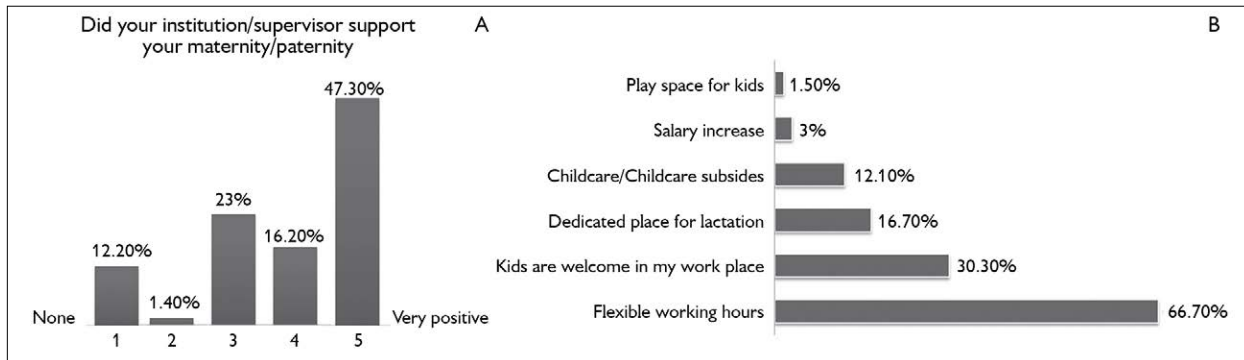 Did your institution/supervisor support
your maternity/paternity
A
47.30%
23%
16.20%
12.20%
1.40%
None
Very positive
1 2 3 4 5
B
Play space for kids 1.50%
Salary increase 3%
Childcare/Childcare subsides 12.10%
Dedicated place for lactation 16.70%
Kids are welcome in my work place 30.30%
Flexible working hours 66.70%